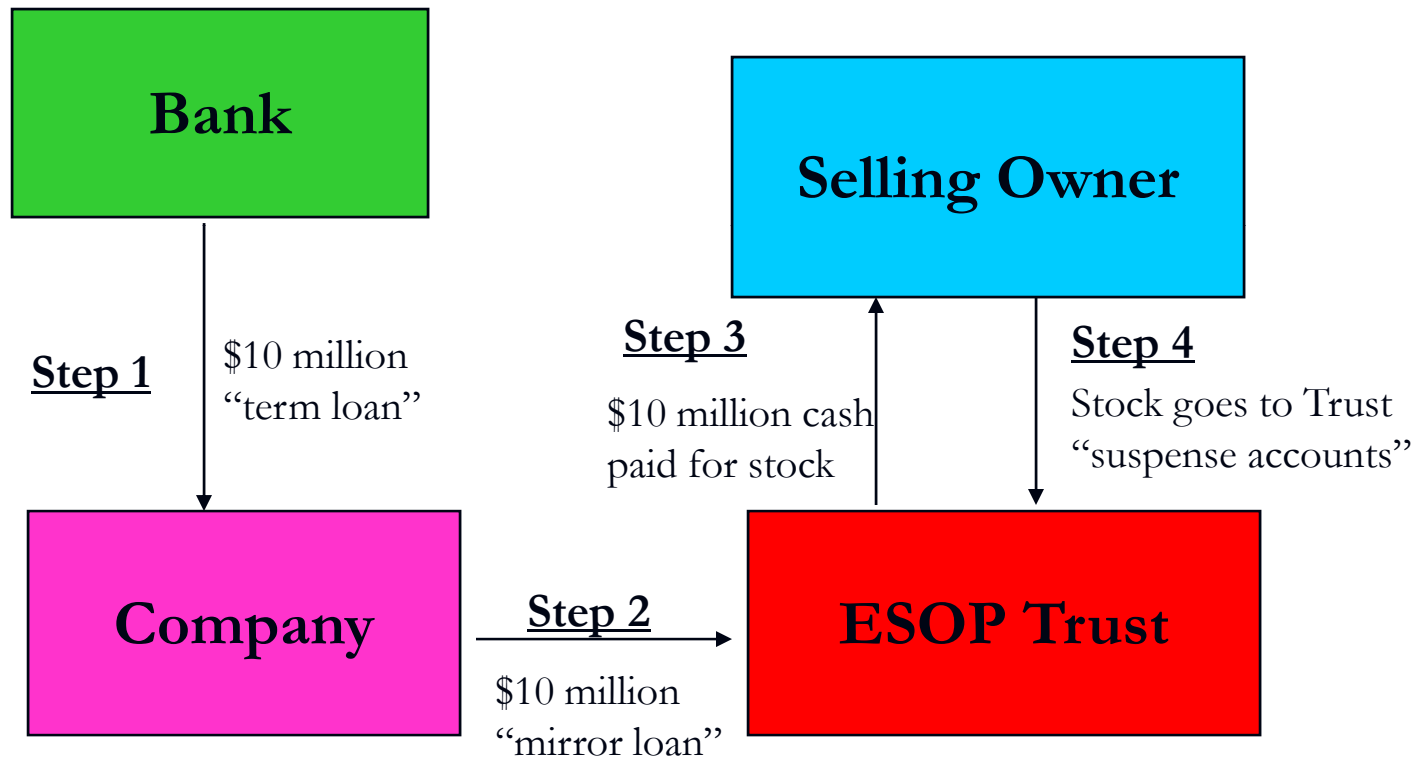 Bank
Selling Owner
Step 1
$10 million
“term loan”
Step 3
$10 million cash
paid for stock
Step 4
Stock goes to Trust
“suspense accounts”
Company
Step 2
$10 million
“mirror loan”
ESOP Trust